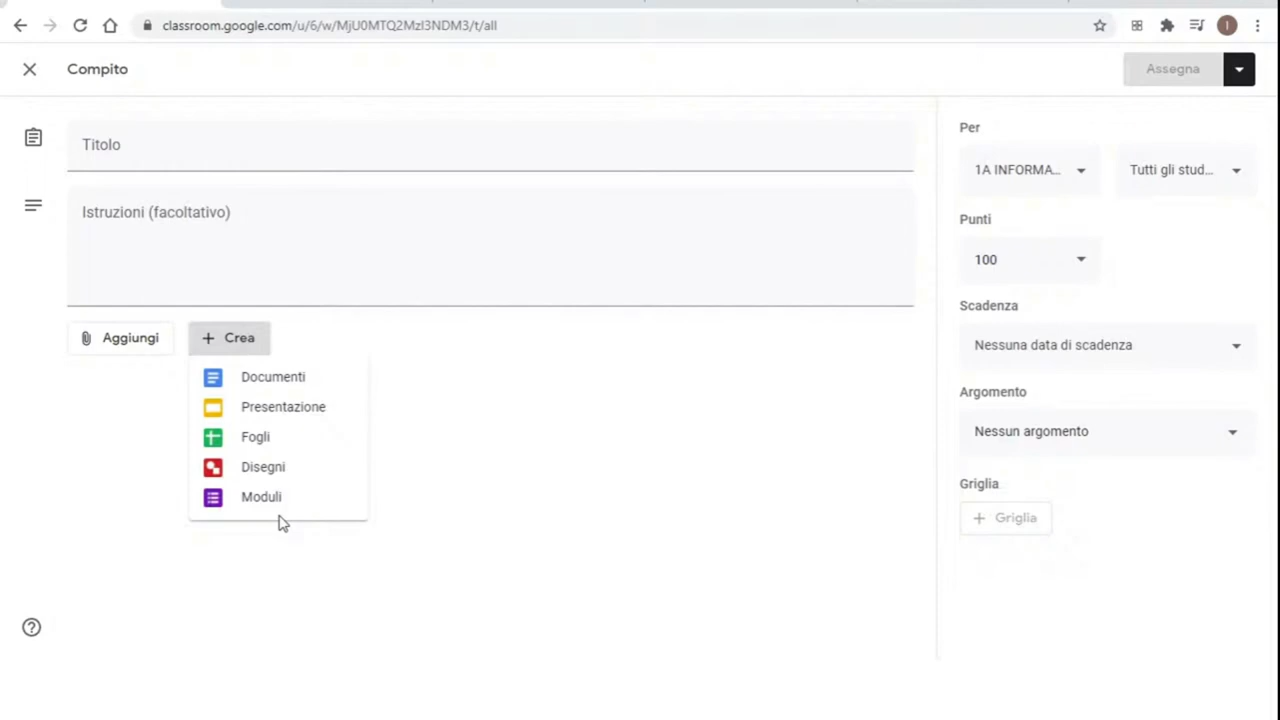 classroom.google.com/u/6/w/MjU0MTQ2MzI3NDM3/t/all
Compito
Assegna
Titolo
Istruzioni (facoltativo)
Aggiungi
+ Crea
Documenti
Presentazione
Fogli
Disegni
Moduli
Per
1A INFORMA...
Tutti gli stud...
Punti
100
Scadenza
Nessuna data di scadenza
Argomento
Nessun argomento
Griglia
+ Griglia